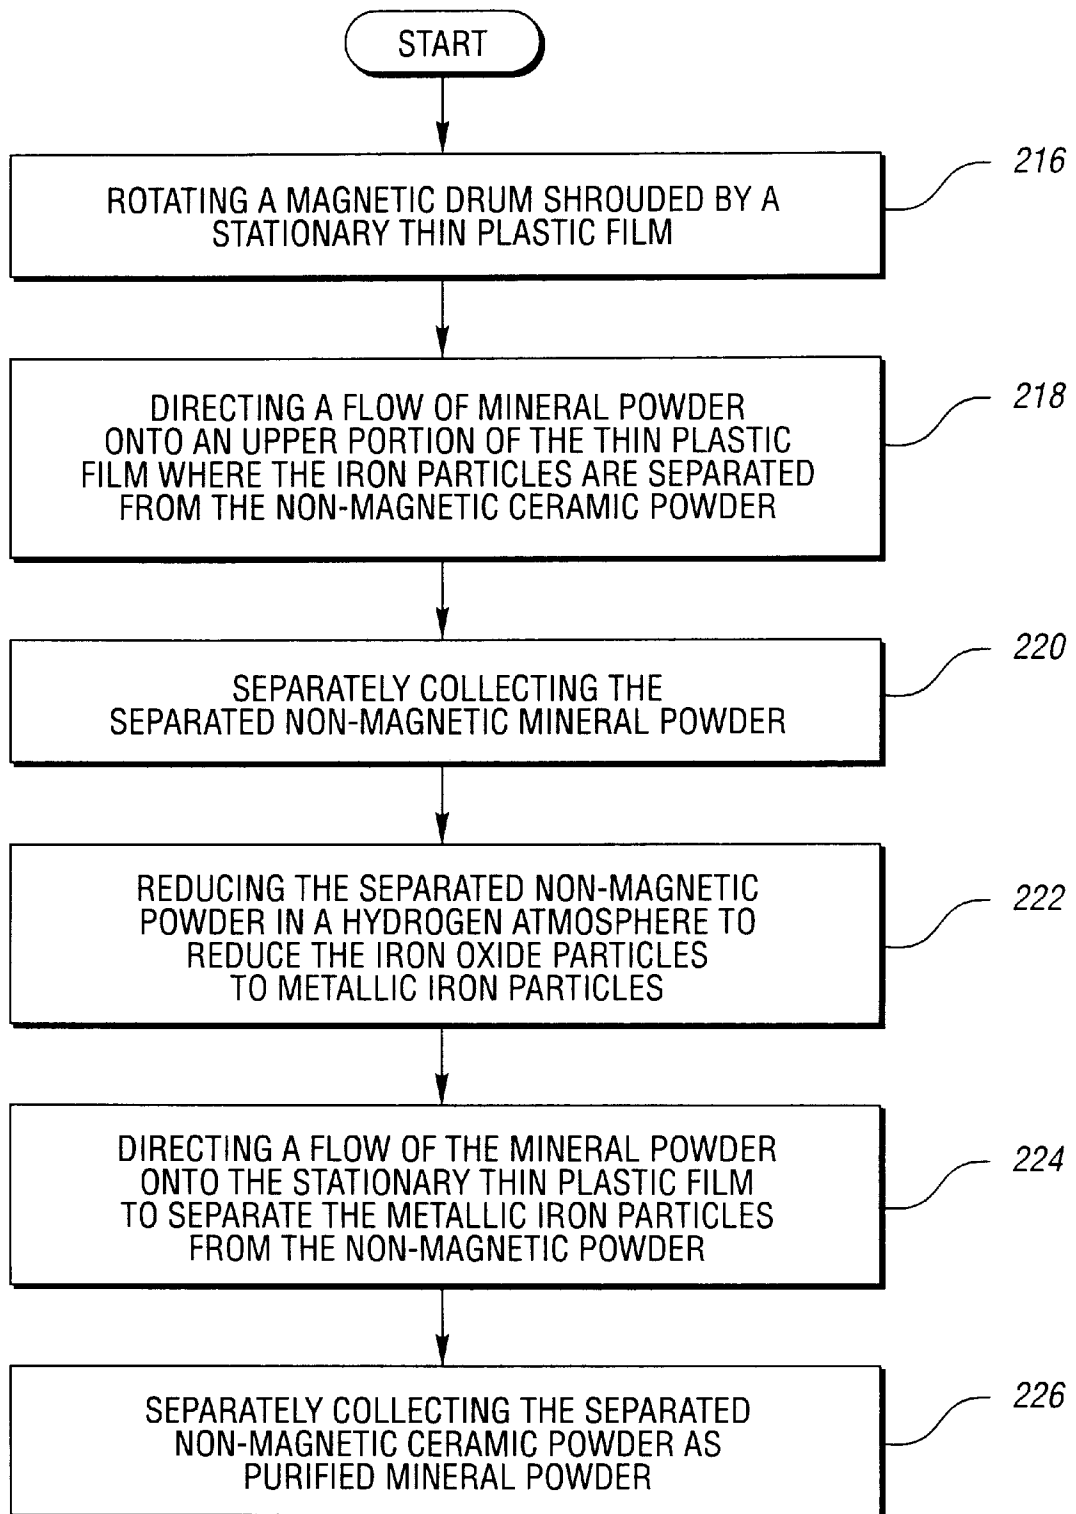 START
216
ROTATING A MAGNETIC DRUM SHROUDED BY A
STATIONARY THIN PLASTIC FILM
218
DIRECTING A FLOW OF MINERAL POWDER
ONTO AN UPPER PORTION OF THE THIN PLASTIC
FILM WHERE THE IRON PARTICLES ARE SEPARATED
FROM THE NON-MAGNETIC CERAMIC POWDER
220
SEPARATELY COLLECTING THE
SEPARATED NON-MAGNETIC MINERAL POWDER
222
REDUCING THE SEPARATED NON-MAGNETIC
POWDER IN A HYDROGEN ATMOSPHERE TO
REDUCE THE IRON OXIDE PARTICLES
TO METALLIC IRON PARTICLES
224
DIRECTING A FLOW OF THE MINERAL POWDER
ONTO THE STATIONARY THIN PLASTIC FILM
TO SEPARATE THE METALLIC IRON PARTICLES
FROM THE NON-MAGNETIC POWDER
226
SEPARATELY COLLECTING THE SEPARATED
NON-MAGNETIC CERAMIC POWDER AS
PURIFIED MINERAL POWDER